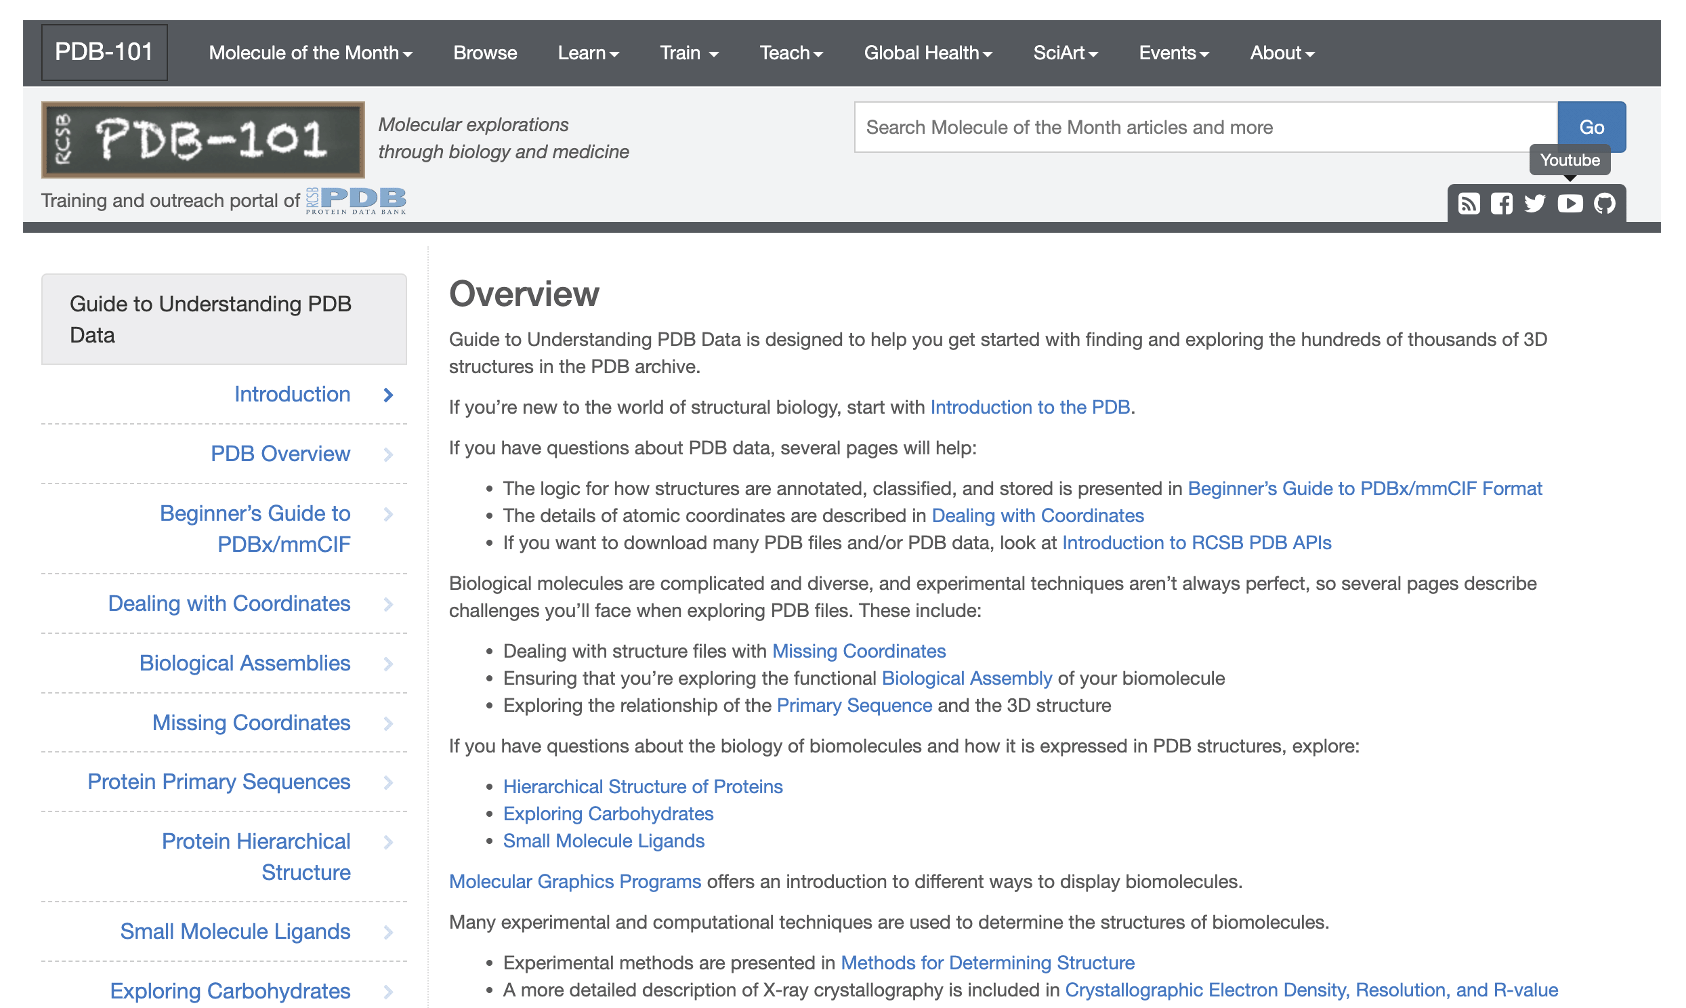 PDB-101 Molecule of the Month Browse Learn Train Teach Global Health SciArt Events About
RCSB PDB-101
Molecular explorations
through biology and medicine
Search Molecule of the Month articles and more Go
Youtube
Training and outreach portal of RCSB PDB
PROTEIN DATA BANK
Guide to Understanding PDB
Data
Introduction
PDB Overview
Beginner’s Guide to
PDBx/mmCIF
Dealing with Coordinates
Biological Assemblies
Missing Coordinates
Protein Primary Sequences
Protein Hierarchical
Structure
Small Molecule Ligands
Exploring Carbohydrates
Overview
Guide to Understanding PDB Data is designed to help you get started with finding and exploring the hundreds of thousands of 3D
structures in the PDB archive.
If you’re new to the world of structural biology, start with Introduction to the PDB.
If you have questions about PDB data, several pages will help:
• The logic for how structures are annotated, classified, and stored is presented in Beginner’s Guide to PDBx/mmCIF Format
• The details of atomic coordinates are described in Dealing with Coordinates
• If you want to download many PDB files and/or PDB data, look at Introduction to RCSB PDB APIs
Biological molecules are complicated and diverse, and experimental techniques aren’t always perfect, so several pages describe
challenges you’ll face when exploring PDB files. These include:
• Dealing with structure files with Missing Coordinates
• Ensuring that you’re exploring the functional Biological Assembly of your biomolecule
• Exploring the relationship of the Primary Sequence and the 3D structure
If you have questions about the biology of biomolecules and how it is expressed in PDB structures, explore:
• Hierarchical Structure of Proteins
• Exploring Carbohydrates
• Small Molecule Ligands
Molecular Graphics Programs offers an introduction to different ways to display biomolecules.
Many experimental and computational techniques are used to determine the structures of biomolecules.
• Experimental methods are presented in Methods for Determining Structure
• A more detailed description of X-ray crystallography is included in Crystallographic Electron Density, Resolution, and R-value